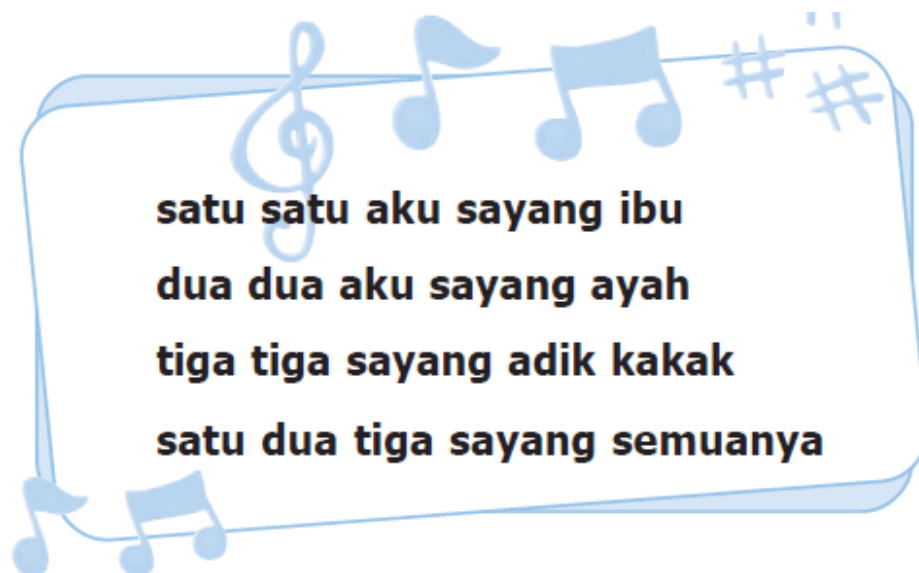 satu satu aku sayang ibu
dua dua aku sayang ayah
tiga tiga sayang adik kakak
satu dua tiga sayang semuanya